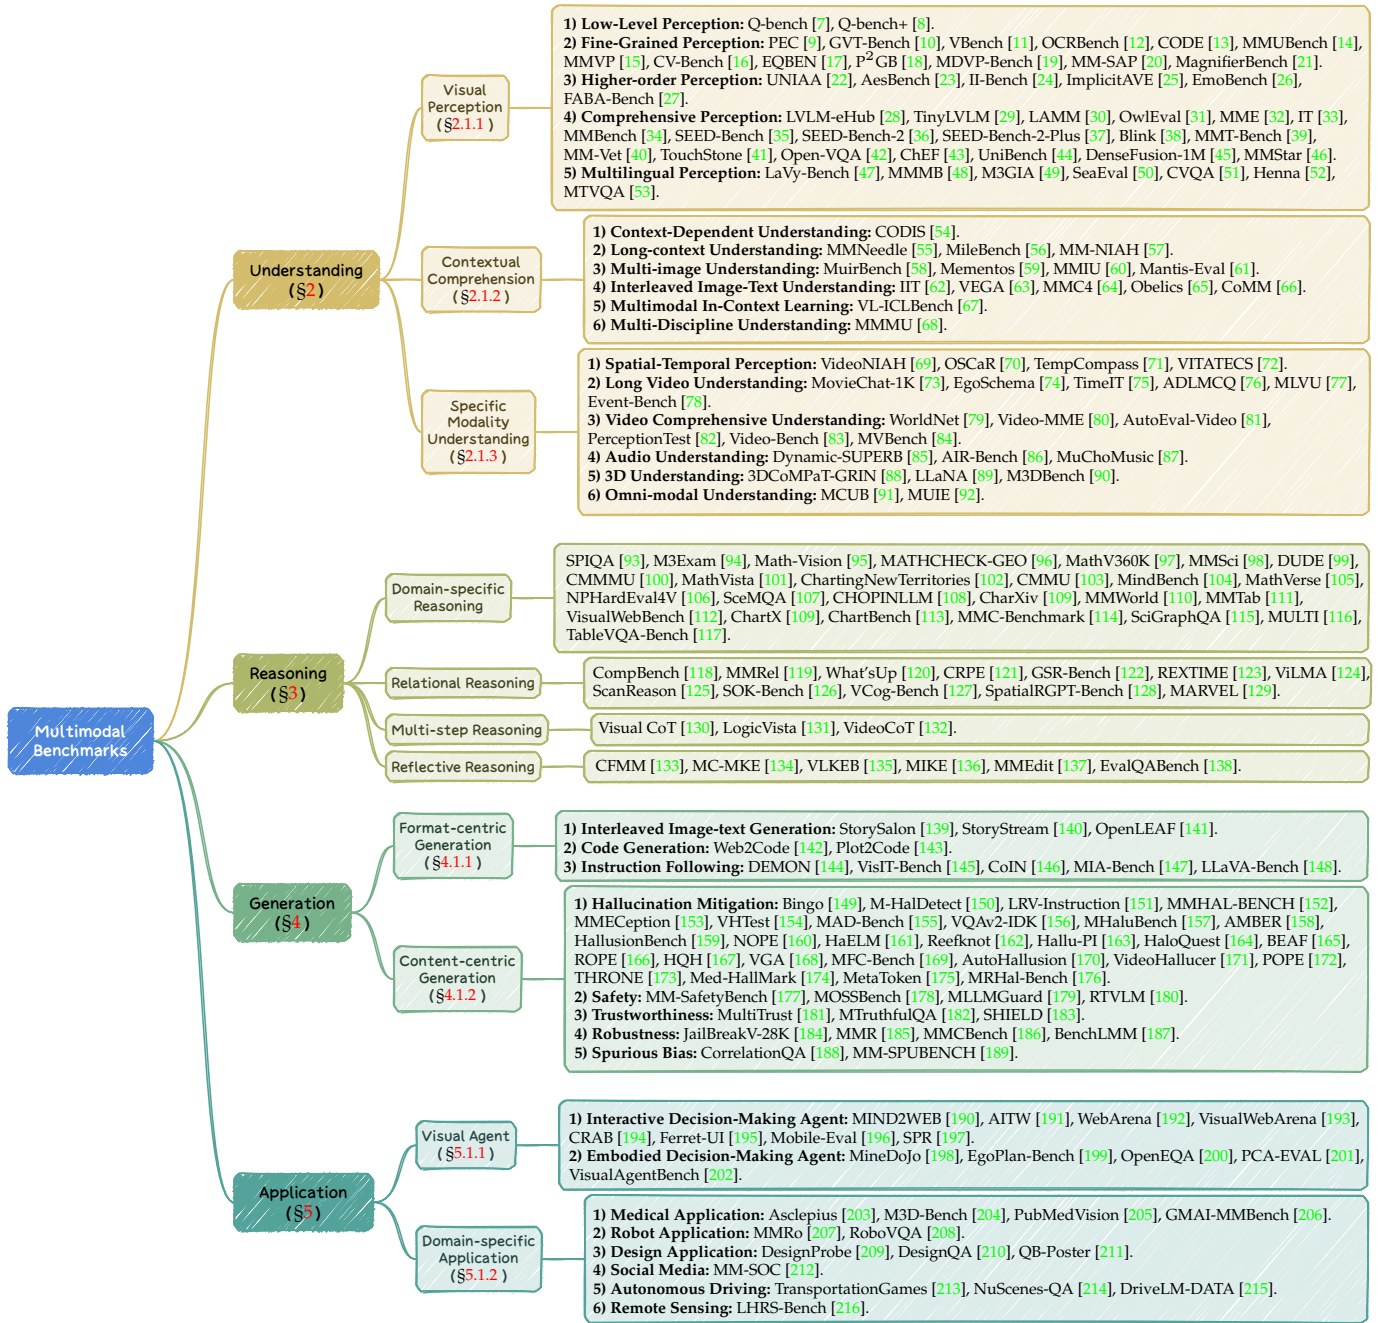 Multimodal
Benchmarks
Understanding
(§2)
Visual
Perception
(§2.1.1 )
1) Low-Level Perception: Q-bench [7], Q-bench+ [8].
2) Fine-Grained Perception: PEC [9], GVT-Bench [10], VBench [11], OCRBench [12], CODE [13], MMUBench [14],
MMVP [15], CV-Bench [16], EQBEN [17], P²GB [18], MDVP-Bench [19], MM-SAP [20], MagnifierBench [21].
3) Higher-order Perception: UNIAA [22], AesBench [23], II-Bench [24], ImplicitAVE [25], EmoBench [26],
FABA-Bench [27].
4) Comprehensive Perception: LVLM-eHub [28], TinyLVLM [29], LAMM [30], OwlEval [31], MME [32], IT [33],
MMBench [34], SEED-Bench [35], SEED-Bench-2 [36], SEED-Bench-2-Plus [37], Blink [38], MMT-Bench [39],
MM-Vet [40], TouchStone [41], Open-VQA [42], ChEF [43], UniBench [44], DenseFusion-1M [45], MMStar [46].
5) Multilingual Perception: LaVy-Bench [47], MMMB [48], M3GIA [49], SeaEval [50], CVQA [51], Henna [52],
MTVQA [53].
Contextual
Comprehension
(§2.1.2 )
1) Context-Dependent Understanding: CODIS [54].
2) Long-context Understanding: MMNeedle [55], MileBench [56], MM-NIAH [57].
3) Multi-image Understanding: MuirBench [58], Mementos [59], MMIU [60], Mantis-Eval [61].
4) Interleaved Image-Text Understanding: IIT [62], VEGA [63], MMC4 [64], Obelics [65], CoMM [66].
5) Multimodal In-Context Learning: VL-ICLBench [67].
6) Multi-Discipline Understanding: MMMU [68].
Specific
Modality
Understanding
(§2.1.3 )
1) Spatial-Temporal Perception: VideoNIAH [69], OSCaR [70], TempCompass [71], VITATECS [72].
2) Long Video Understanding: MovieChat-1K [73], EgoSchema [74], TimeIT [75], ADLMCQ [76], MLVU [77],
Event-Bench [78].
3) Video Comprehensive Understanding: WorldNet [79], Video-MME [80], AutoEval-Video [81],
PerceptionTest [82], Video-Bench [83], MVBench [84].
4) Audio Understanding: Dynamic-SUPERB [85], AIR-Bench [86], MuChoMusic [87].
5) 3D Understanding: 3DCoMPaT-GRIN [88], LLaNA [89], M3DBench [90].
6) Omni-modal Understanding: MCUB [91], MUIE [92].
Reasoning
(§3)
Domain-specific
Reasoning
SPIQA [93], M3Exam [94], Math-Vision [95], MATHCHECK-GEO [96], MathV360K [97], MMSci [98], DUDE [99],
CMMMU [100], MathVista [101], ChartingNewTerritories [102], CMMU [103], MindBench [104], MathVerse [105],
NPHardEval4V [106], SceMQA [107], CHOPINLLM [108], CharXiv [109], MMWorld [110], MMTab [111],
VisualWebBench [112], ChartX [109], ChartBench [113], MMC-Benchmark [114], SciGraphQA [115], MULTI [116],
TableVQA-Bench [117].
Relational Reasoning
CompBench [118], MMRel [119], What'sUp [120], CRPE [121], GSR-Bench [122], REXTIME [123], ViLMA [124],
ScanReason [125], SOK-Bench [126], VCog-Bench [127], SpatialRGPT-Bench [128], MARVEL [129].
Multi-step Reasoning
Visual CoT [130], LogicVista [131], VideoCoT [132].
Reflective Reasoning
CFMM [133], MC-MKE [134], VLKEB [135], MIKE [136], MMEdit [137], EvalQABench [138].
Generation
(§4)
Format-centric
Generation
(§4.1.1 )
1) Interleaved Image-text Generation: StorySalon [139], StoryStream [140], OpenLEAF [141].
2) Code Generation: Web2Code [142], Plot2Code [143].
3) Instruction Following: DEMON [144], VisIT-Bench [145], CoIN [146], MIA-Bench [147], LLaVA-Bench [148].
Content-centric
Generation
(§4.1.2 )
1) Hallucination Mitigation: Bingo [149], M-HalDetect [150], LRV-Instruction [151], MMHAL-BENCH [152],
MMECeption [153], VHTest [154], MAD-Bench [155], VQAv2-IDK [156], MHaluBench [157], AMBER [158],
HallusionBench [159], NOPE [160], HaELM [161], Reefknot [162], Hallu-PI [163], HaloQuest [164], BEAF [165],
ROPE [166], HQH [167], VGA [168], MFC-Bench [169], AutoHallusion [170], VideoHallucer [171], POPE [172],
THRONE [173], Med-HallMark [174], MetaToken [175], MRHal-Bench [176].
2) Safety: MM-SafetyBench [177], MOSSBench [178], MLLMGuard [179], RTVLM [180].
3) Trustworthiness: MultiTrust [181], MTruthfulQA [182], SHIELD [183].
4) Robustness: JailBreakV-28K [184], MMR [185], MMCBench [186], BenchLMM [187].
5) Spurious Bias: CorrelationQA [188], MM-SPUBENCH [189].
Application
(§5)
Visual Agent
(§5.1.1 )
1) Interactive Decision-Making Agent: MIND2WEB [190], AITW [191], WebArena [192], VisualWebArena [193],
CRAB [194], Ferret-UI [195], Mobile-Eval [196], SPR [197].
2) Embodied Decision-Making Agent: MineDoJo [198], EgoPlan-Bench [199], OpenEQA [200], PCA-EVAL [201],
VisualAgentBench [202].
Domain-specific
Application
(§5.1.2 )
1) Medical Application: Asclepius [203], M3D-Bench [204], PubMedVision [205], GMAI-MMBench [206].
2) Robot Application: MMRo [207], RoboVQA [208].
3) Design Application: DesignProbe [209], DesignQA [210], QB-Poster [211].
4) Social Media: MM-SOC [212].
5) Autonomous Driving: TransportationGames [213], NuScenes-QA [214], DriveLM-DATA [215].
6) Remote Sensing: LHRS-Bench [216].